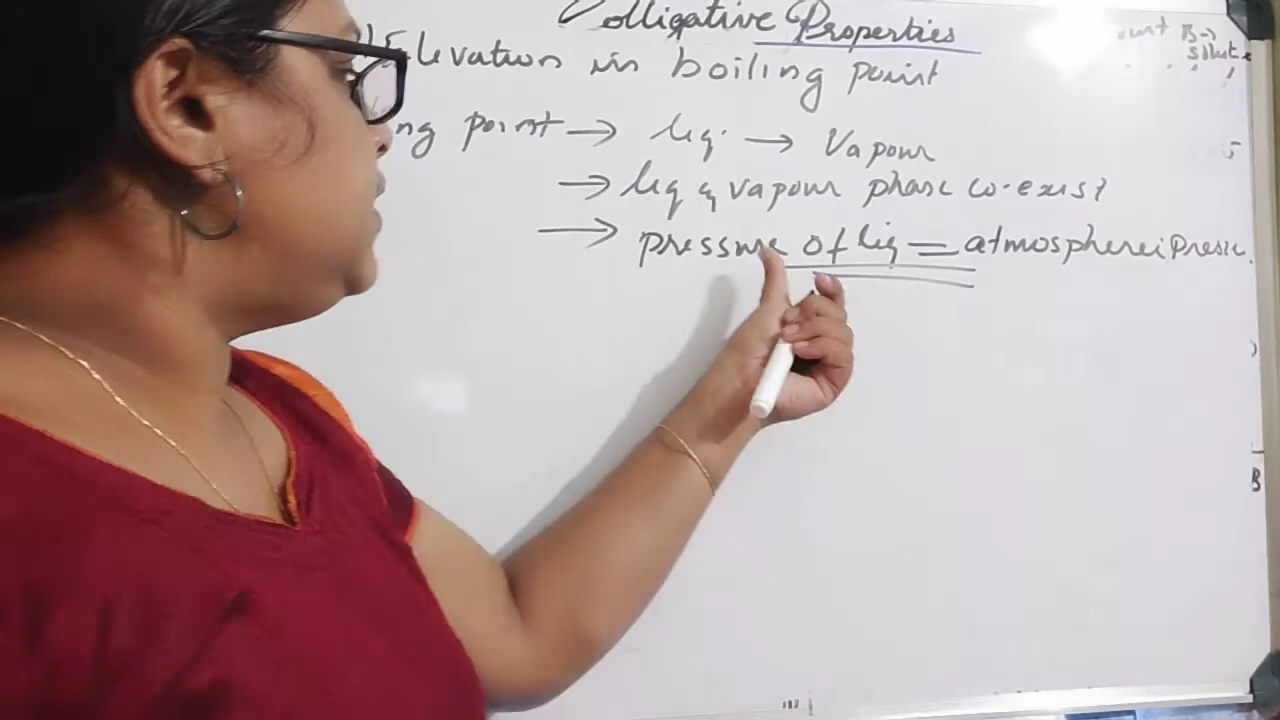 Colligative Properties
Elevation in boiling point
ng point → liq. → Vapour
→ liq & vapour phase co-exist
→ pressure of liq = atmospheric Pressu
B →
solute
B